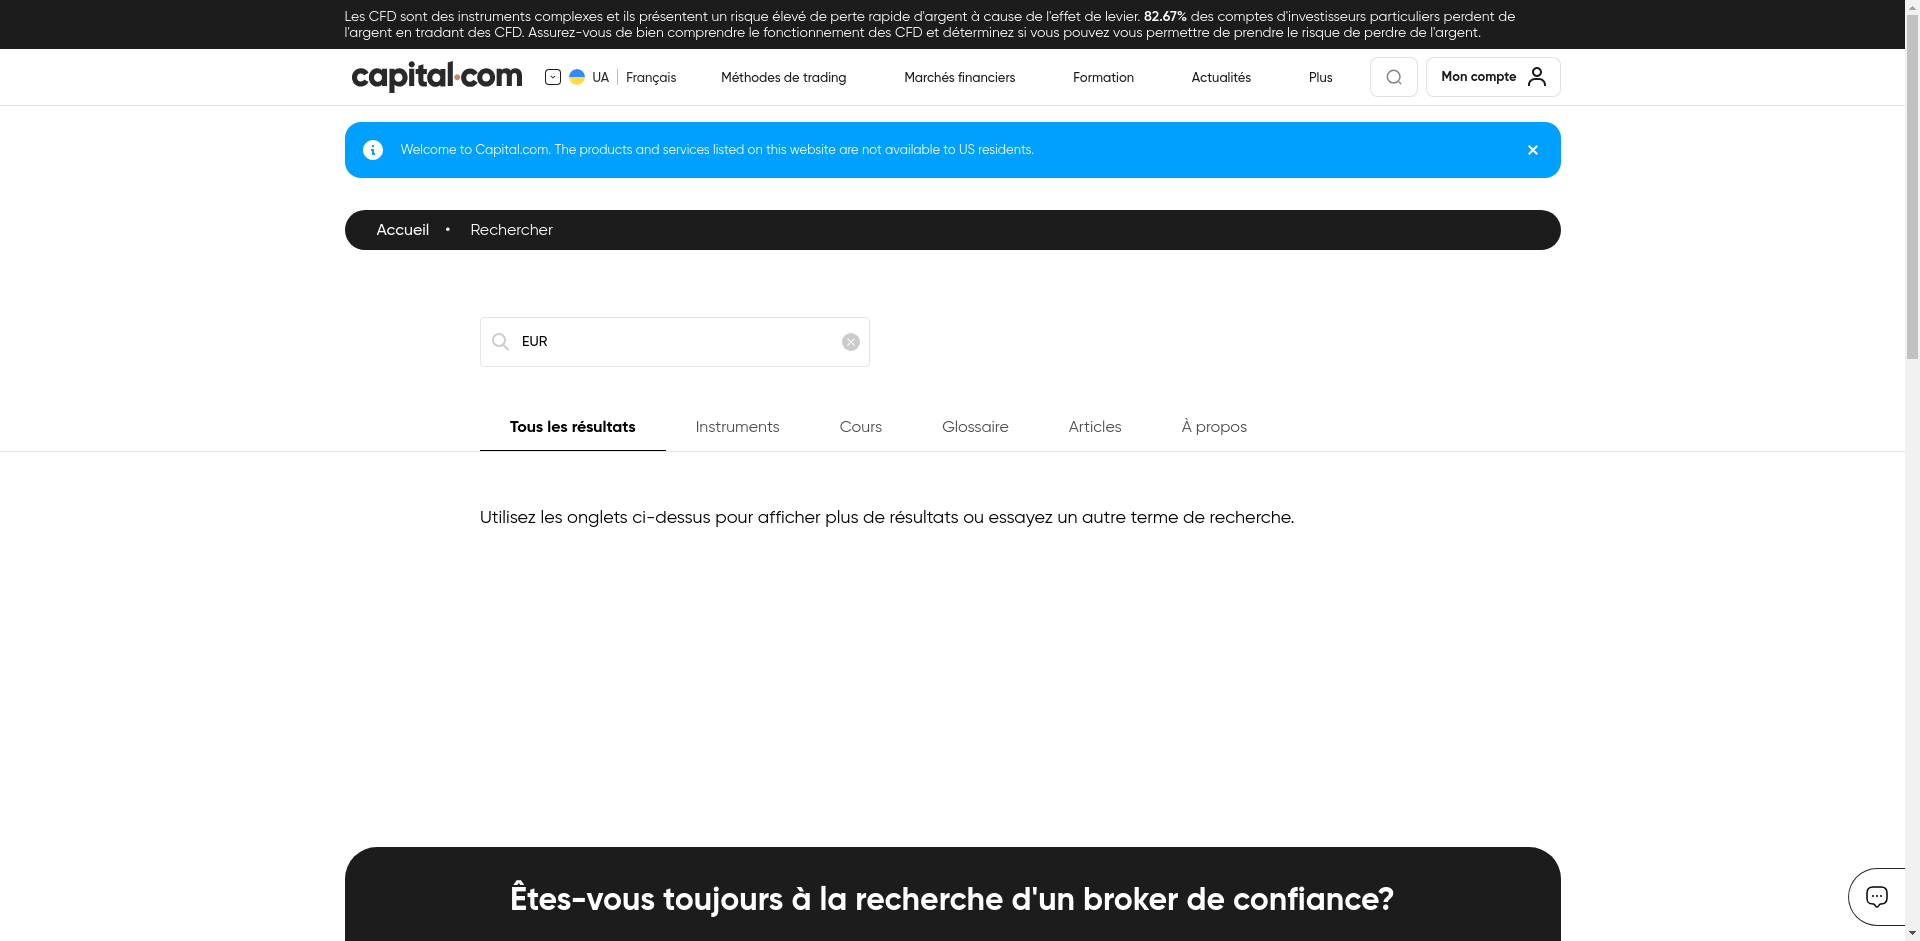 Les CFD sont des instruments complexes et ils présentent un risque élevé de perte rapide d'argent à cause de l'effet de levier. 82.67% des comptes d'investisseurs particuliers perdent de
l'argent en tradant des CFD. Assurez-vous de bien comprendre le fonctionnement des CFD et déterminez si vous pouvez vous permettre de prendre le risque de perdre de l'argent.
capital.com UA Français Méthodes de trading Marchés financiers Formation Actualités Plus Mon compte
Welcome to Capital.com. The products and services listed on this website are not available to US residents.
Accueil • Rechercher
EUR
Tous les résultats Instruments Cours Glossaire Articles À propos
Utilisez les onglets ci-dessus pour afficher plus de résultats ou essayez un autre terme de recherche.
Êtes-vous toujours à la recherche d'un broker de confiance?